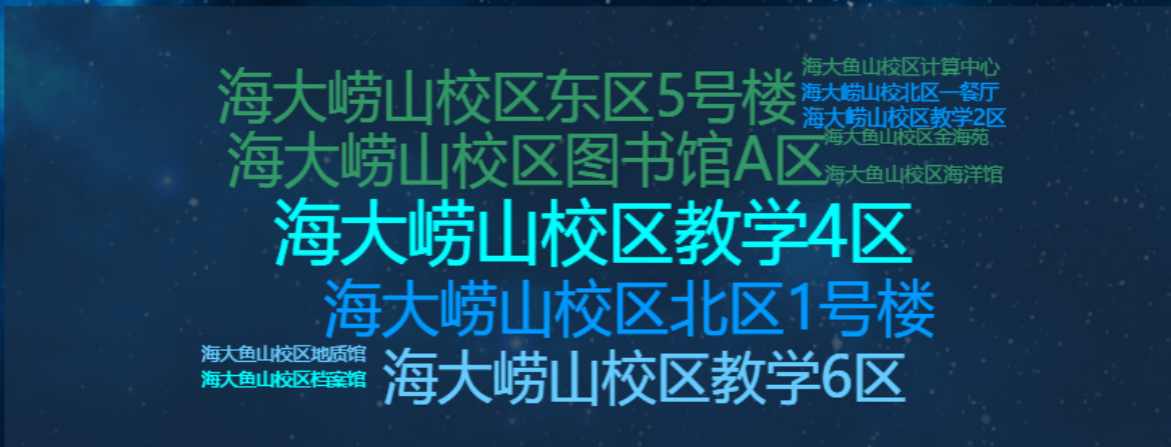 海大鱼山校区计算中心
海大崂山校区东区5号楼
海大崂山校北区一餐厅
海大崂山校区教学2区
海大鱼山校区金海苑
海大崂山校区图书馆A区
海大鱼山校区海洋馆
海大崂山校区教学4区
海大崂山校区北区1号楼
海大鱼山校区地质馆
海大鱼山校区档案馆
海大崂山校区教学6区